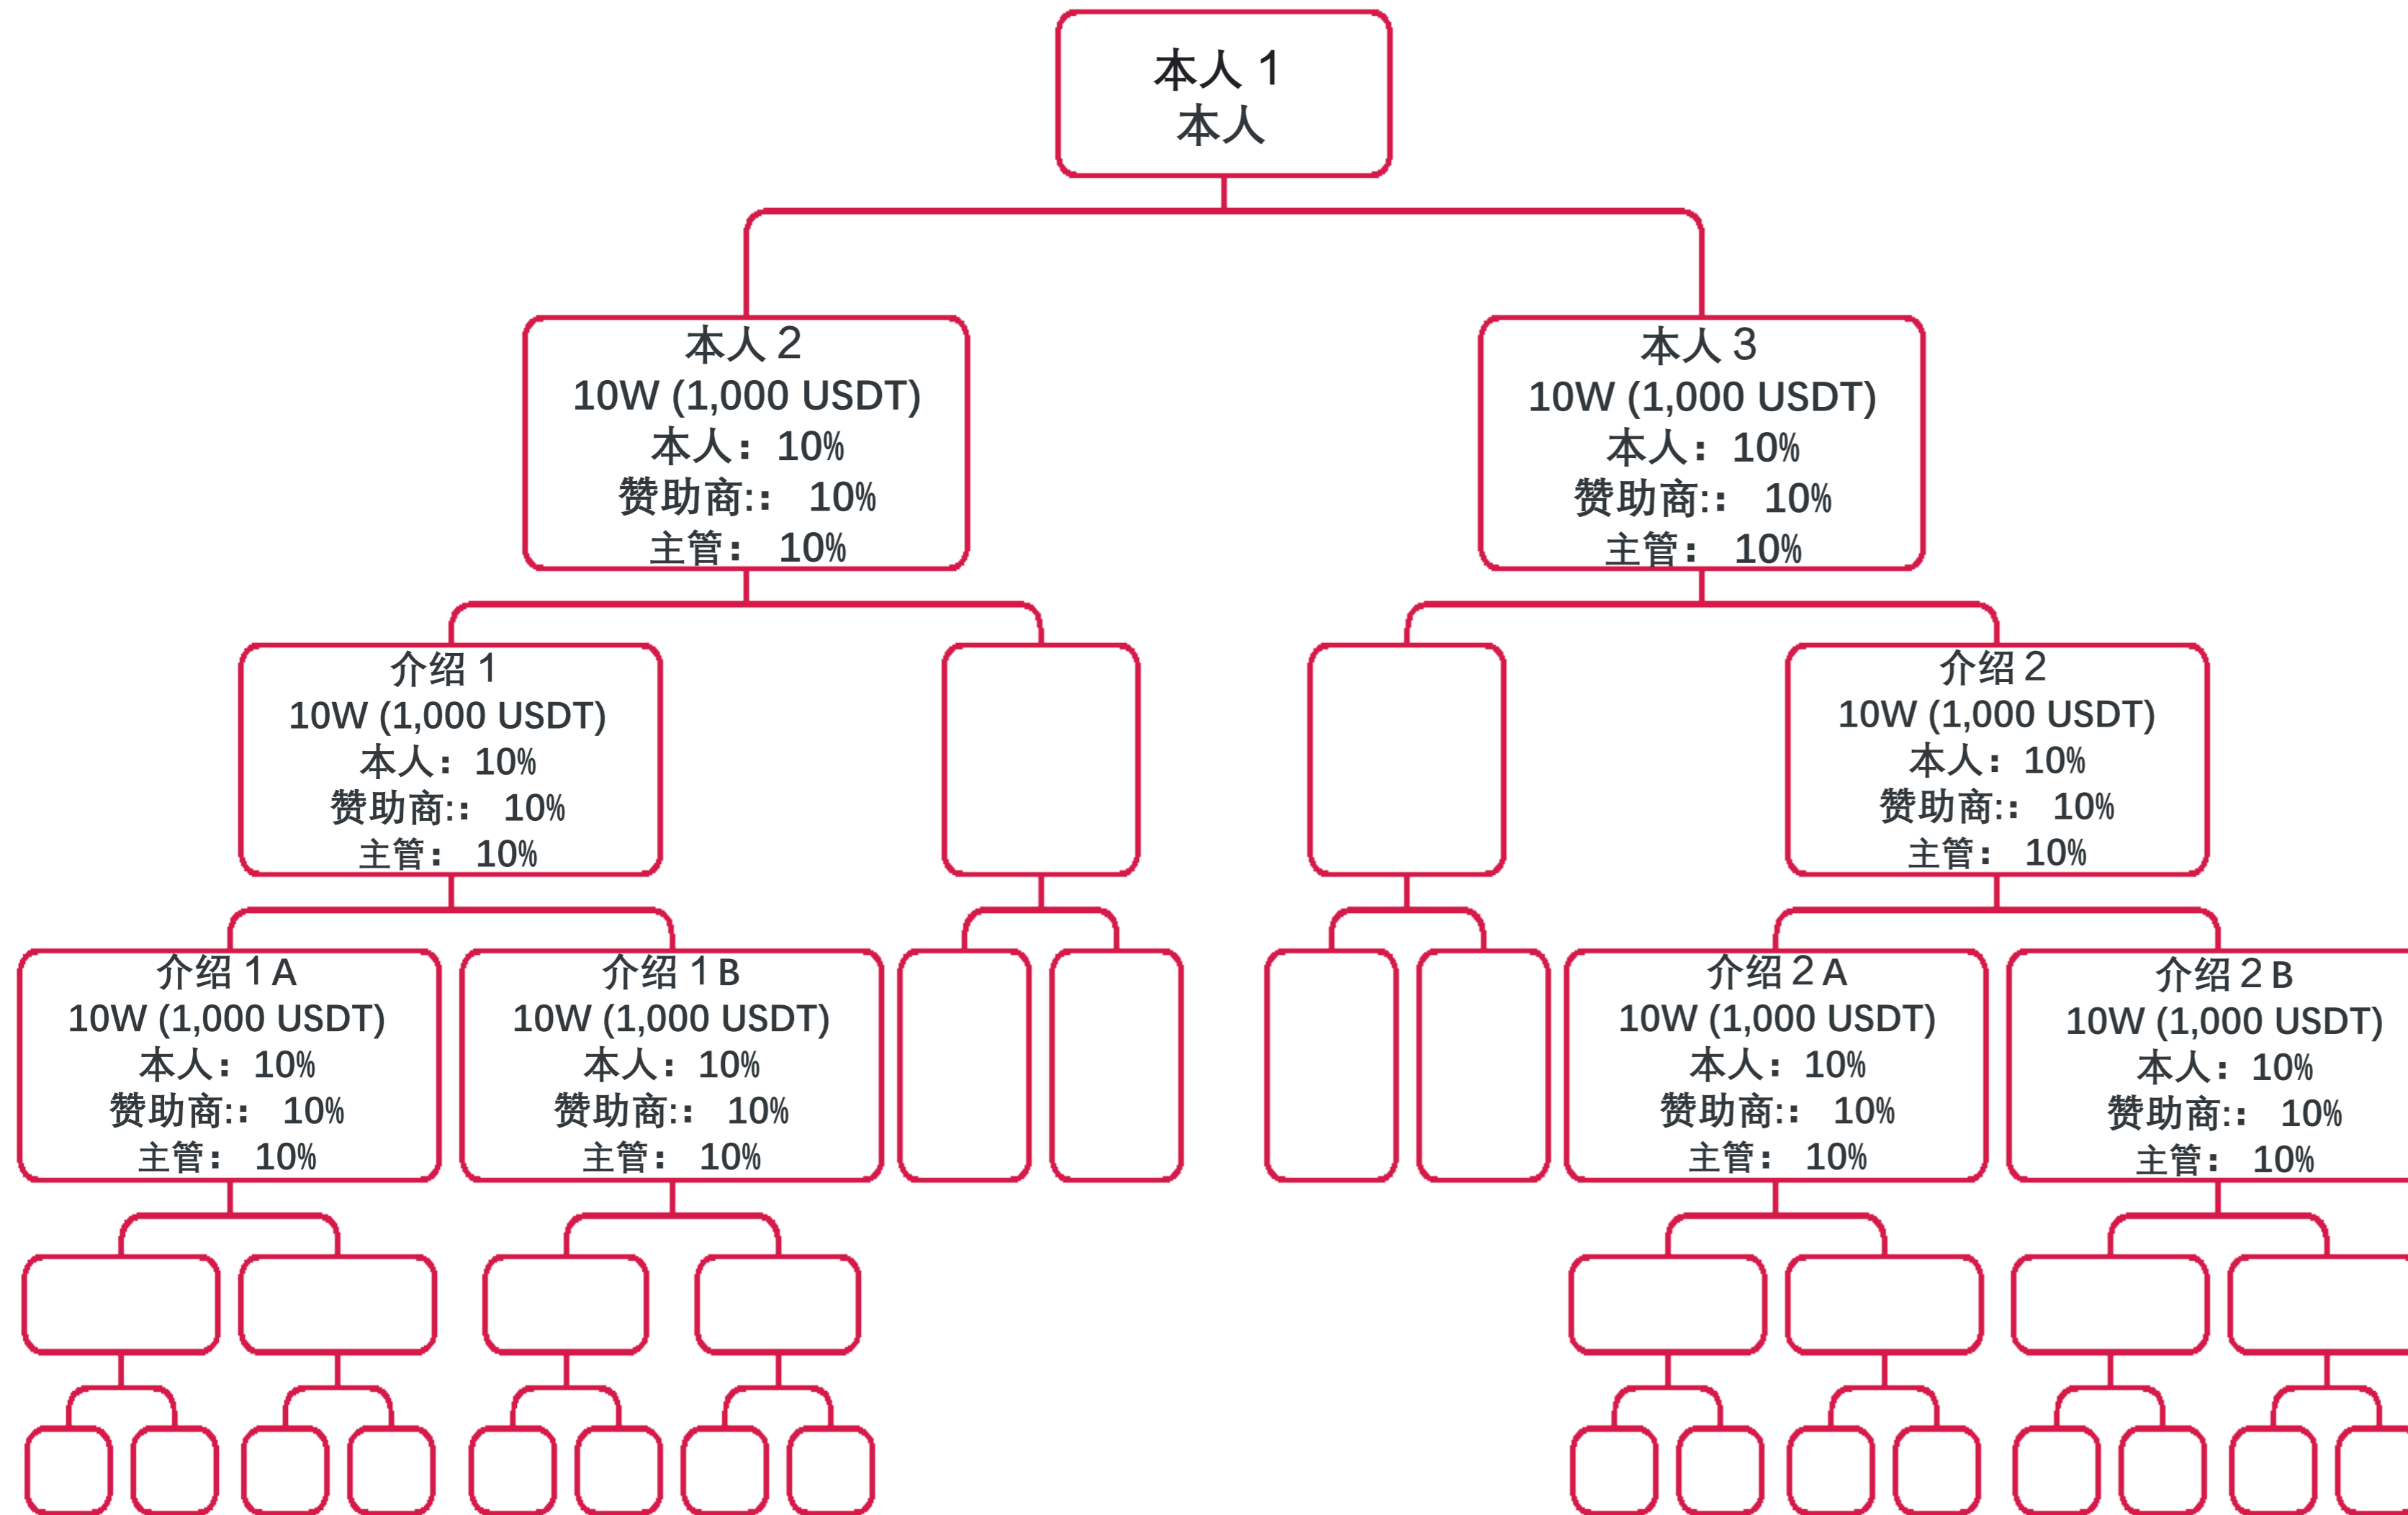 本人 1
本人
本人 2
10W (1,000 USDT)
本人： 10%
赞助商:： 10%
主管： 10%
本人 3
10W (1,000 USDT)
本人： 10%
赞助商:： 10%
主管： 10%
介绍 1
10W (1,000 USDT)
本人： 10%
赞助商:： 10%
主管： 10%
介绍 2
10W (1,000 USDT)
本人： 10%
赞助商:： 10%
主管： 10%
介绍 1 A
10W (1,000 USDT)
本人： 10%
赞助商:： 10%
主管： 10%
介绍 1 B
10W (1,000 USDT)
本人： 10%
赞助商:： 10%
主管： 10%
介绍 2 A
10W (1,000 USDT)
本人： 10%
赞助商:： 10%
主管： 10%
介绍 2 B
10W (1,000 USDT)
本人： 10%
赞助商:： 10%
主管： 10%